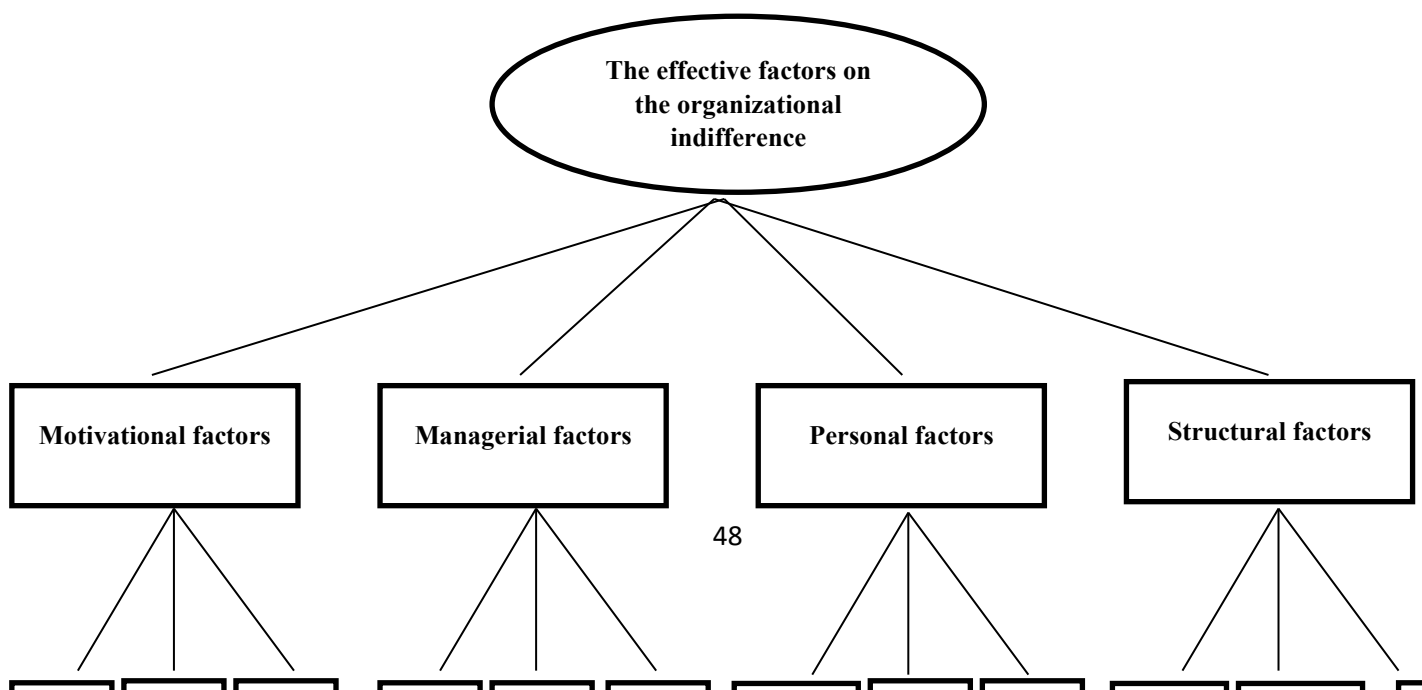 The effective factors on
the organizational
indifference
Motivational factors
Managerial factors
Personal factors
Structural factors
48